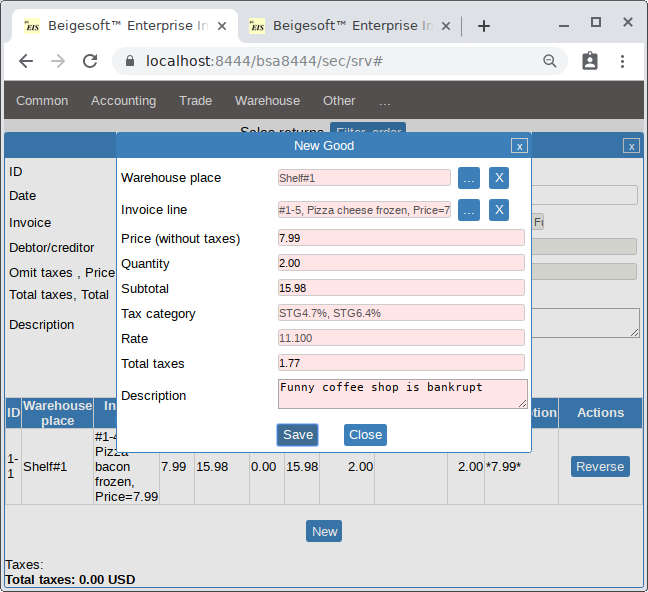 Beigesoft™ Enterprise In
Beigesoft™ Enterprise In
localhost:8444/bsa8444/sec/srv#
Common Accounting Trade Warehouse Other ...
Sales returns Filter, order
New Good x
x
ID
Date
Invoice
Debtor/creditor
Omit taxes , Price
Total taxes, Total
Description
Warehouse place Shelf#1 ... X
Invoice line #1-5, Pizza cheese frozen, Price=7 ... X
Price (without taxes) 7.99
Quantity 2.00
Subtotal 15.98
Tax category STG4.7%, STG6.4%
Rate 11.100
Total taxes 1.77
Description Funny coffee shop is bankrupt
Save Close
ID Warehouse place In tion Actions
1-1 Shelf#1 #1-4 Pizza bacon frozen, Price=7.99 7.99 15.98 0.00 15.98 2.00 2.00 *7.99* Reverse
New
Taxes:
Total taxes: 0.00 USD